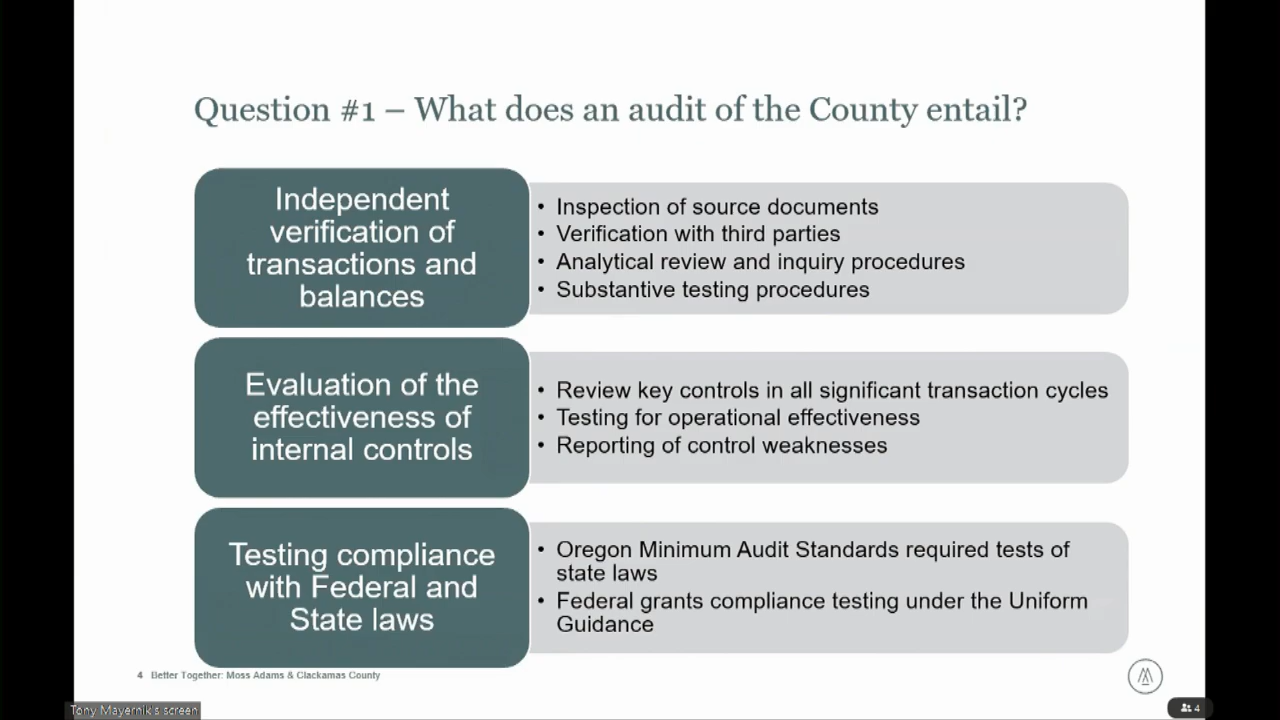 Question #1 – What does an audit of the County entail?
Independent
verification of
transactions and
balances
• Inspection of source documents
• Verification with third parties
• Analytical review and inquiry procedures
• Substantive testing procedures
Evaluation of the
effectiveness of
internal controls
• Review key controls in all significant transaction cycles
• Testing for operational effectiveness
• Reporting of control weaknesses
Testing compliance
with Federal and
State laws
• Oregon Minimum Audit Standards required tests of
state laws
• Federal grants compliance testing under the Uniform
Guidance
4 Better Together: Moss Adams & Clackamas County
Tony Mayernik's screen
4